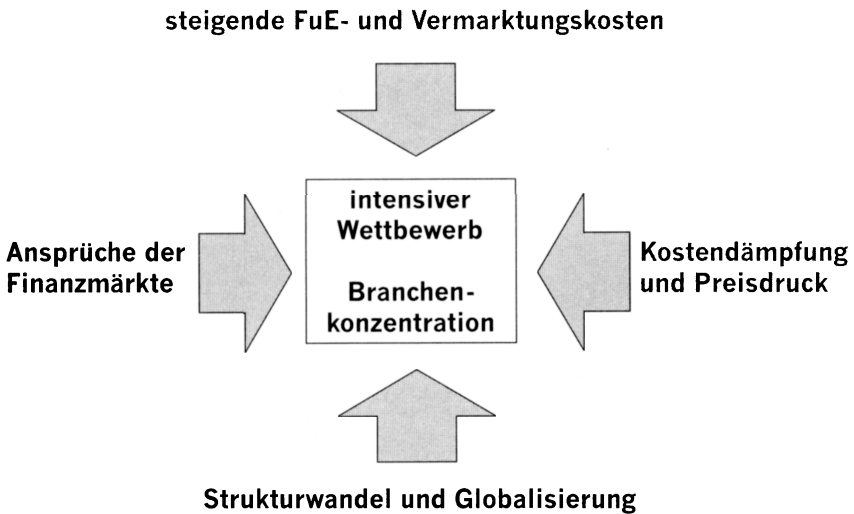 steigende FuE- und Vermarktungskosten
intensiver
Wettbewerb
Branchen-
konzentration
Ansprüche der
Finanzmärkte
Kostendämpfung
und Preisdruck
Strukturwandel und Globalisierung